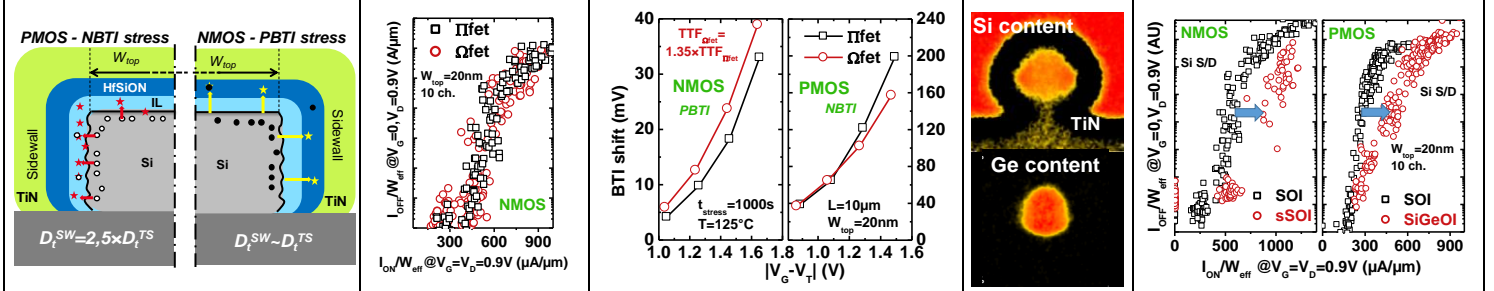 PMOS - NBTI stress
NMOS - PBTI stress
W_top
W_top
HfSiON
IL
Sidewall
Sidewall
Si
Si
TiN
TiN
D_t^SW=2,5×D_t^TS
D_t^SW~D_t^TS
Πfet
Ωfet
W_top=20nm
10 ch.
NMOS
I_OFF/W_eff @V_G=0,V_D=0.9V (A/µm)
300 600 900
I_ON/W_eff @V_G=V_D=0.9V (µA/µm)
BTI shift (mV)
40
30
20
10
0
TTF_Ωfet=
1.35×TTF_Πfet
NMOS
PBTI
t_stress=1000s
T=125°C
1.0 1.2 1.4 1.6
Πfet
Ωfet
PMOS
NBTI
L=10µm
W_top=20nm
240
200
160
120
80
40
0
1.0 1.2 1.4 1.6
|V_G-V_T| (V)
Si content
TiN
Ge content
I_OFF/W_eff @V_G=0,V_D=0.9V (AU)
NMOS
Si S/D
SOI
sSOI
0 500 1000
PMOS
Si S/D
W_top=20nm
10 ch.
SOI
SiGeOI
0 300 600 900
I_ON/W_eff @V_G=V_D=0.9V (µA/µm)